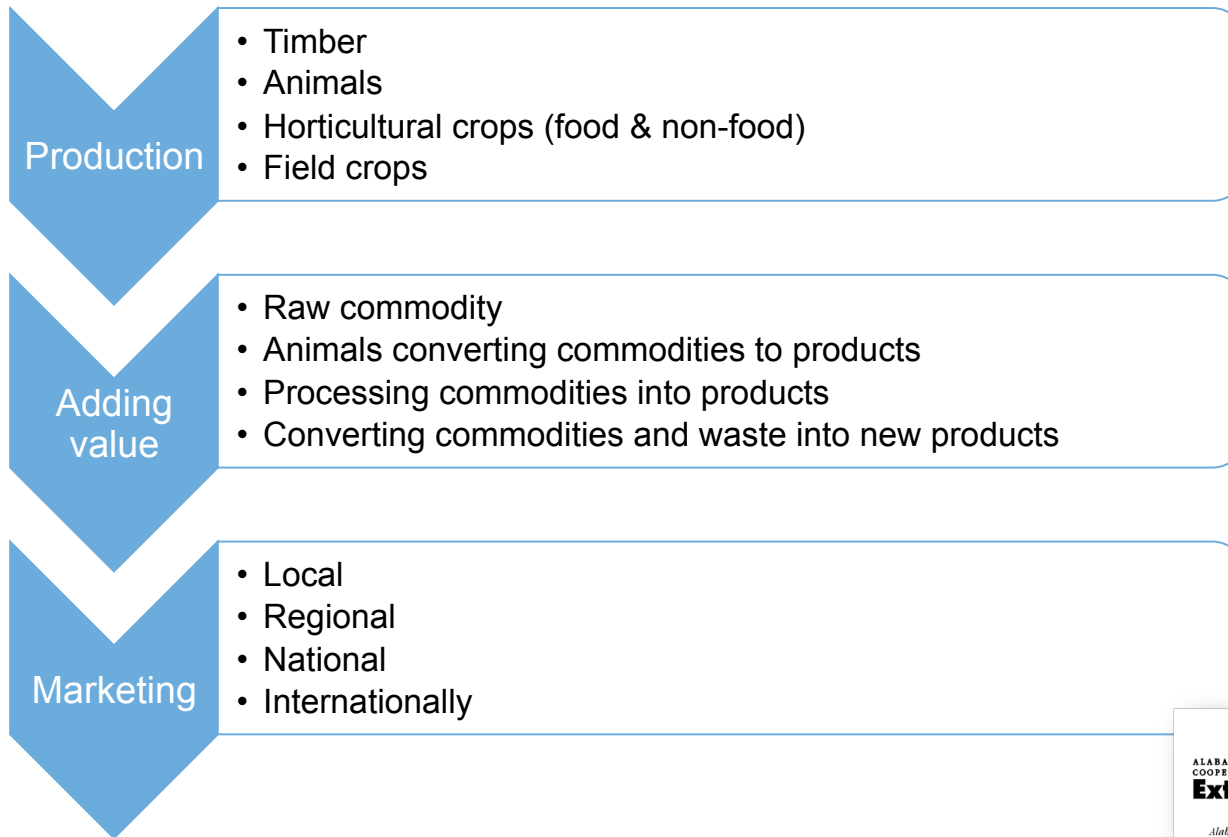 Production
• Timber
• Animals
• Horticultural crops (food & non-food)
• Field crops
Adding
value
• Raw commodity
• Animals converting commodities to products
• Processing commodities into products
• Converting commodities and waste into new products
Marketing
• Local
• Regional
• National
• Internationally